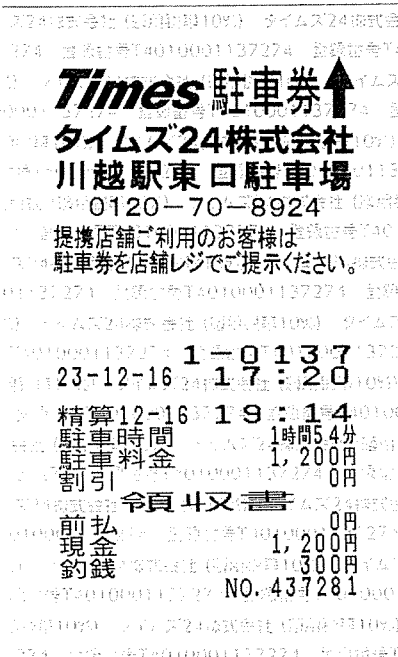 Times 駐車券
タイムズ24株式会社
川越駅東口駐車場
0120-70-8924
提携店舗ご利用のお客様は
駐車券を店舗レジでご提示ください。
1-0137
23-12-16 17:20
精算12-16 19:14
駐車時間 1時間54分
駐車料金 1,200円
割引 0円
領収書
前払 0円
現金 1,200円
釣銭 300円
NO.437281